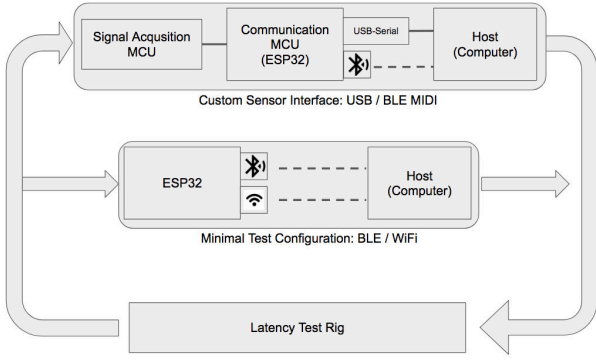 Signal Acqusition
MCU
Communication
MCU
(ESP32)
USB-Serial
Host
(Computer)
Custom Sensor Interface: USB / BLE MIDI
ESP32
Host
(Computer)
Minimal Test Configuration: BLE / WiFi
Latency Test Rig